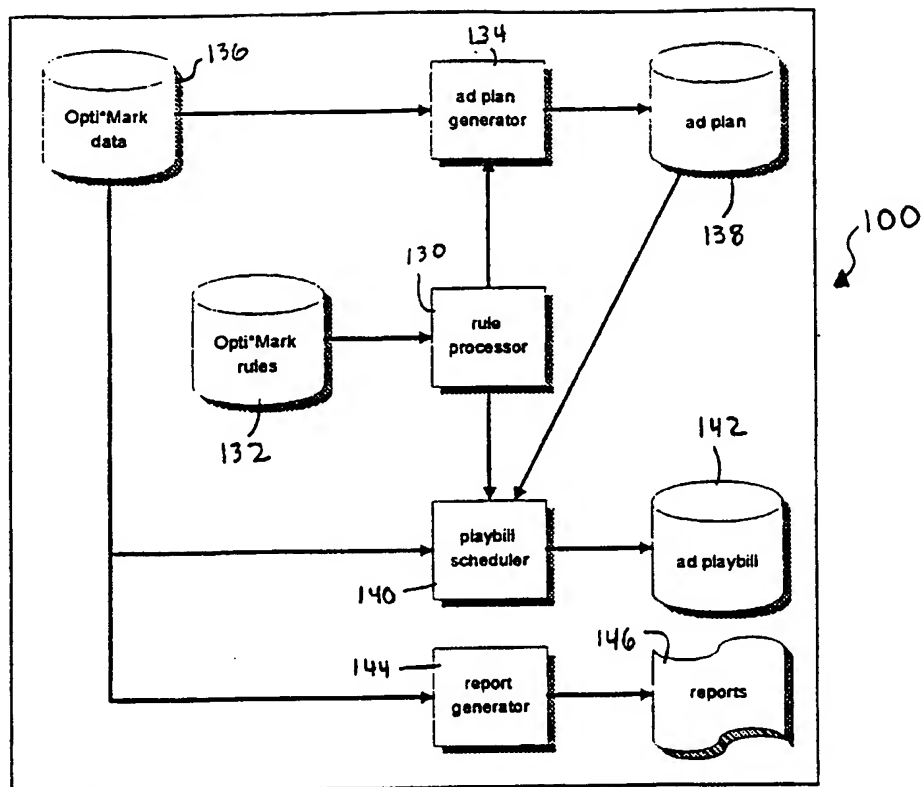 136
Opti*Mark
data
134
ad plan
generator
ad plan
138
100
130
Opti*Mark
rules
132
rule
processor
142
playbill
scheduler
140
ad playbill
144
report
generator
146
reports